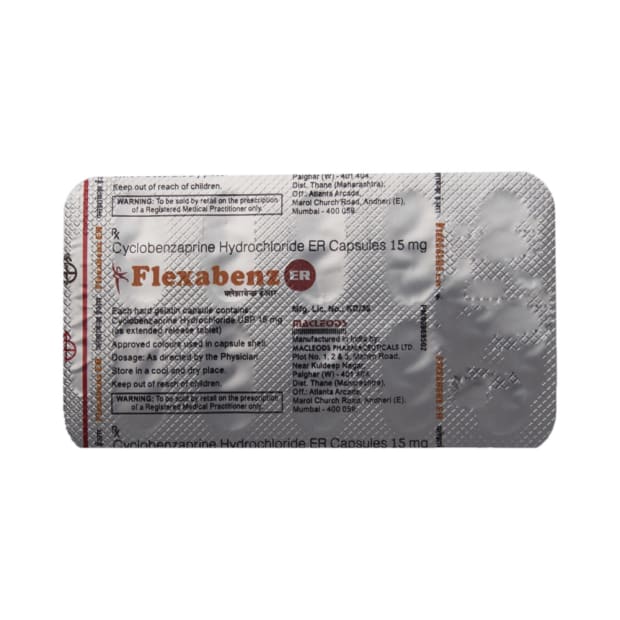 Keep out of reach of children.
WARNING: To be sold by retail on the prescription
of a Registered Medical Practitioner only.
Palghar (W) - 401 404.
Dist. Thane (Maharashtra),
Off.: Atlanta Arcade,
Marol Church Road, Andheri (E),
Mumbai - 400 059.
Rx
Cyclobenzaprine Hydrochloride ER Capsules 15 mg
Flexabenz ER
फ्लेक्साबेन्ज ईआर
Each hard gelatin capsule contains:
Cyclobenzaprine Hydrochloride USP 15 mg
(as extended release tablet)
Approved colours used in capsule shell.
Dosage: As directed by the Physician.
Store in a cool and dry place.
Keep out of reach of children.
WARNING: To be sold by retail on the prescription
of a Registered Medical Practitioner only.
Mfg. Lic. No.:
MACLEODS
Manufactured in India by:
MACLEODS PHARMACEUTICALS LTD.
Plot No. 1, 2 & 5, Mahim Road,
Near Kuldeep Nagar,
Palghar (W) - 401 404.
Dist. Thane (Maharashtra),
Off.: Atlanta Arcade,
Marol Church Road, Andheri (E),
Mumbai - 400 059.
Rx
Cyclobenzaprine Hydrochloride ER Capsules 15 mg